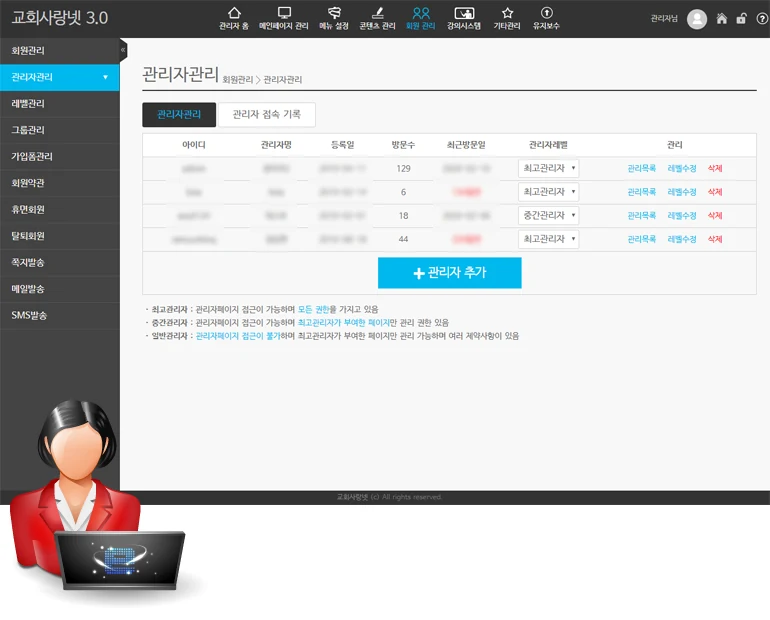 교회사랑넷 3.0
관리자 홈 메인페이지 관리 메뉴 설정 콘텐츠 관리 회원 관리 강의시스템 기타관리 유지보수
관리자님
회원관리
관리자관리
레벨관리
그룹관리
가입폼관리
회원약관
휴면회원
탈퇴회원
쪽지발송
메일발송
SMS발송
관리자관리 회원관리 > 관리자관리
관리자관리 관리자 접속 기록
아이디 관리자명 등록일 방문수 최근방문일 관리자레벨 관리
129 최고관리자 관리목록 레벨수정 삭제
6 최고관리자 관리목록 레벨수정 삭제
18 중간관리자 관리목록 레벨수정 삭제
44 최고관리자 관리목록 레벨수정 삭제
+ 관리자 추가
· 최고관리자 : 관리자페이지 접근이 가능하며 모든 권한을 가지고 있음
· 중간관리자 : 관리자페이지 접근이 가능하며 최고관리자가 부여한 페이지만 관리 권한 있음
· 일반관리자 : 관리자페이지 접근이 불가하며 최고관리자가 부여한 페이지만 관리 가능하며 여러 제약사항이 있음
교회사랑넷 (c) All rights reserved.